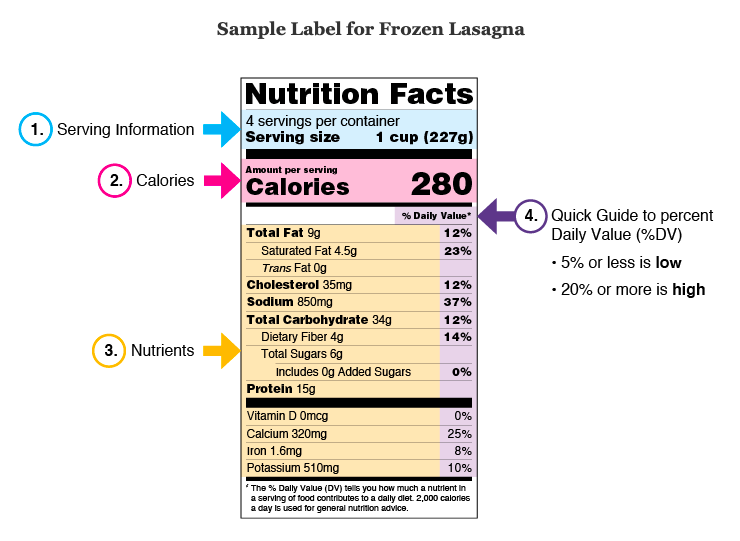 Sample Label for Frozen Lasagna
Nutrition Facts
4 servings per container
Serving size 1 cup (227g)
Amount per serving
Calories 280
% Daily Value*
Total Fat 9g 12%
Saturated Fat 4.5g 23%
Trans Fat 0g
Cholesterol 35mg 12%
Sodium 850mg 37%
Total Carbohydrate 34g 12%
Dietary Fiber 4g 14%
Total Sugars 6g
Includes 0g Added Sugars 0%
Protein 15g
Vitamin D 0mcg 0%
Calcium 320mg 25%
Iron 1.6mg 8%
Potassium 510mg 10%
* The % Daily Value (DV) tells you how much a nutrient in
a serving of food contributes to a daily diet. 2,000 calories
a day is used for general nutrition advice.
1. Serving Information
2. Calories
3. Nutrients
4. Quick Guide to percent
Daily Value (%DV)
• 5% or less is low
• 20% or more is high